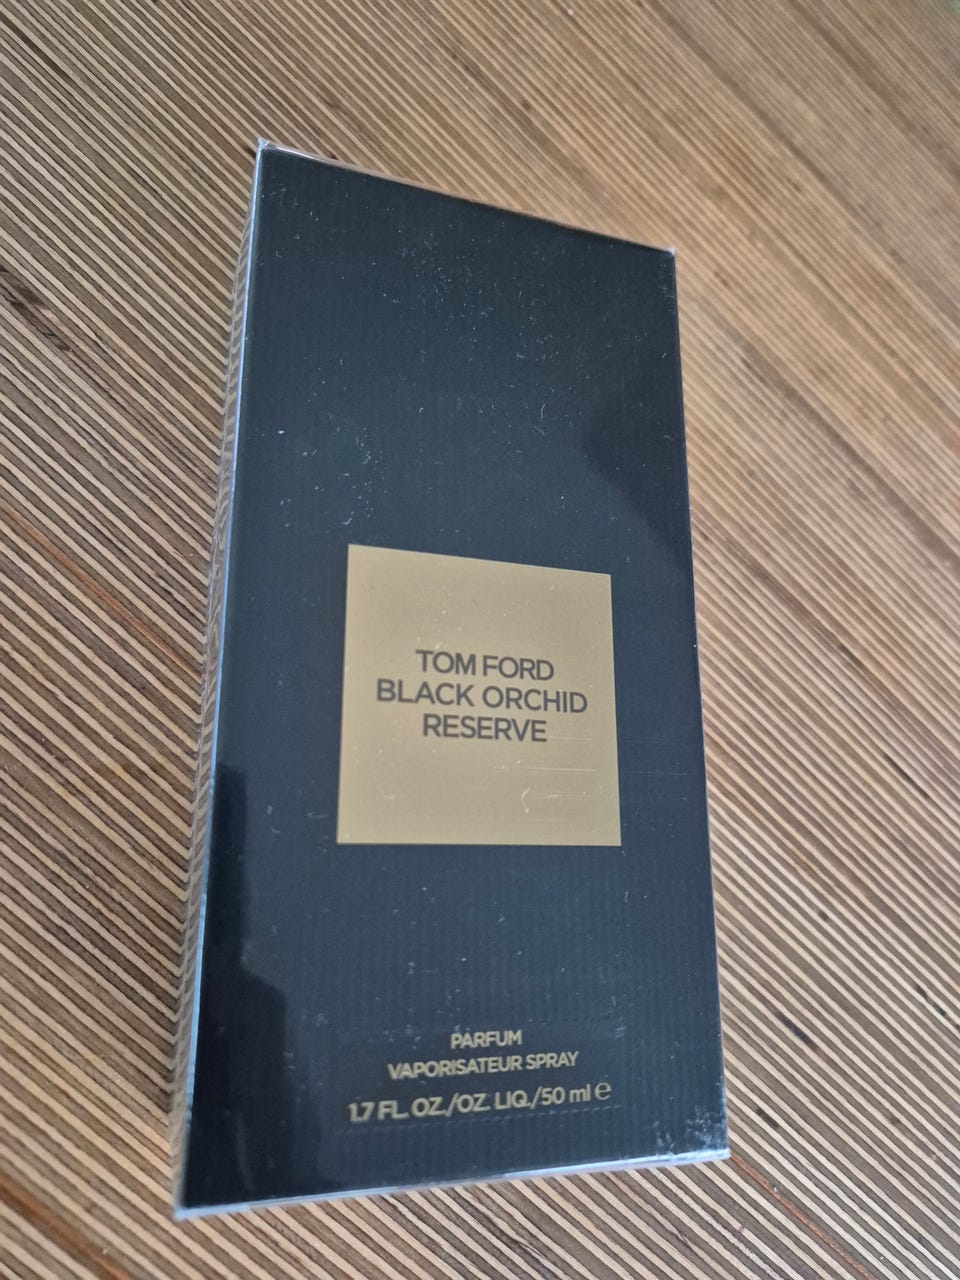 TOM FORD
BLACK ORCHID
RESERVE
PARFUM
VAPORISATEUR SPRAY
1.7 FL. OZ./OZ. LIQ./50 ml ℮